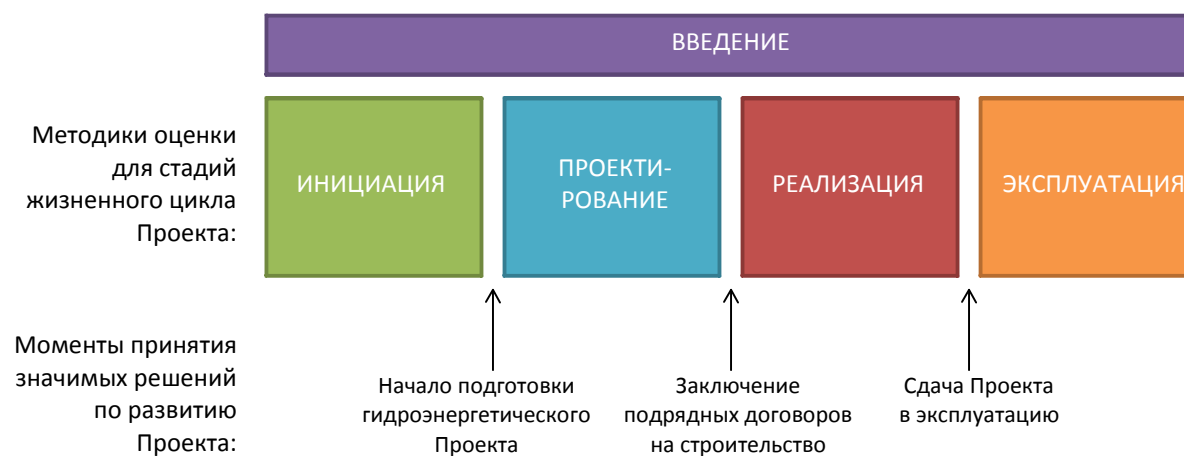 ВВЕДЕНИЕ
Методики оценки
для стадий
жизненного цикла
Проекта:
ИНИЦИАЦИЯ
ПРОЕКТИ-
РОВАНИЕ
РЕАЛИЗАЦИЯ
ЭКСПЛУАТАЦИЯ
Моменты принятия
значимых решений
по развитию
Проекта:
Начало подготовки
гидроэнергетического
Проекта
Заключение
подрядных договоров
на строительство
Сдача Проекта
в эксплуатацию